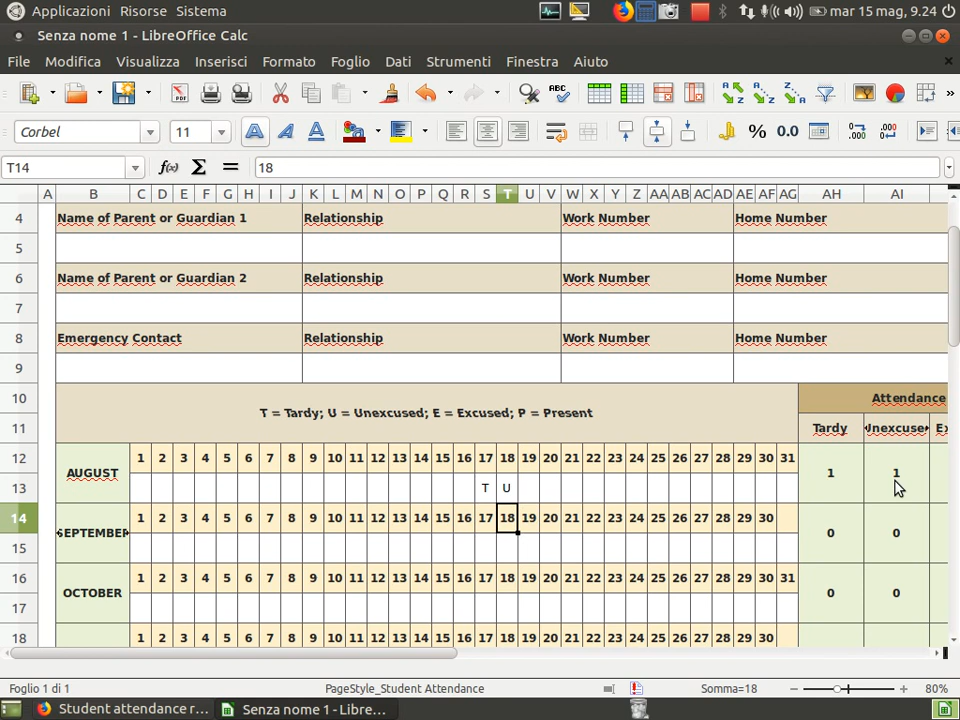 Applicazioni Risorse Sistema mar 15 mag, 9.24
Senza nome 1 - LibreOffice Calc
File Modifica Visualizza Inserisci Formato Foglio Dati Strumenti Finestra Aiuto
Corbel 11 % 0.0
T14 f(x) Σ = 18
A B C D E F G H I J K L M N O P Q R S T U V W X Y Z AA AB AC AD AE AF AG AH AI
4 Name of Parent or Guardian 1 Relationship Work Number Home Number
5
6 Name of Parent or Guardian 2 Relationship Work Number Home Number
7
8 Emergency Contact Relationship Work Number Home Number
9
10 Attendance
T = Tardy; U = Unexcused; E = Excused; P = Present
11 Tardy
12 1 2 3 4 5 6 7 8 9 10 11 12 13 14 15 16 17 18 19 20 21 22 23 24 25 26 27 28 29 30 31
AUGUST 1 1
13 T U
14 1 2 3 4 5 6 7 8 9 10 11 12 13 14 15 16 17 18 19 20 21 22 23 24 25 26 27 28 29 30
SEPTEMBER 0 0
15
16 1 2 3 4 5 6 7 8 9 10 11 12 13 14 15 16 17 18 19 20 21 22 23 24 25 26 27 28 29 30 31
OCTOBER 0 0
17
18 1 2 3 4 5 6 7 8 9 10 11 12 13 14 15 16 17 18 19 20 21 22 23 24 25 26 27 28 29 30
Foglio 1 di 1 PageStyle_Student Attendance Somma=18 80%
Student attendance r... Senza nome 1 - Libre...